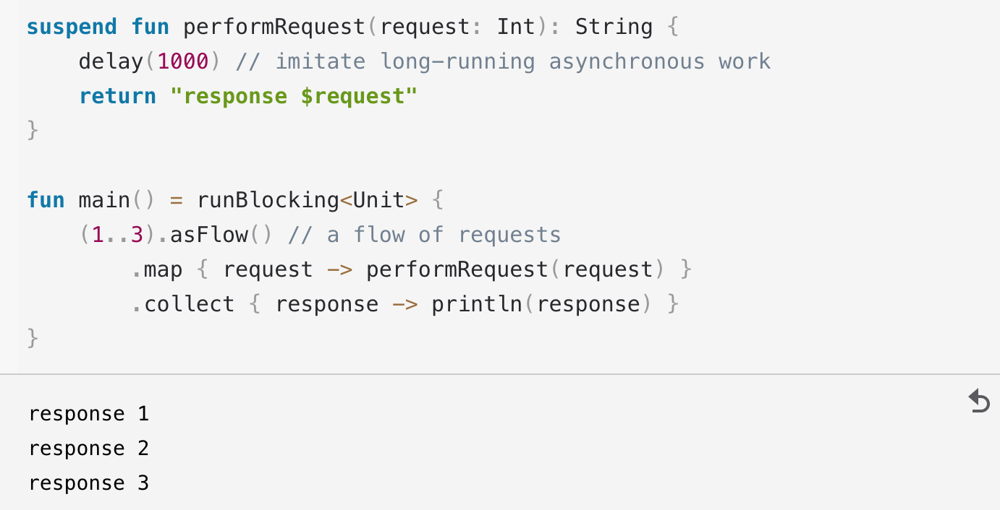 suspend fun performRequest(request: Int): String {
    delay(1000) // imitate long-running asynchronous work
    return "response $request"
}

fun main() = runBlocking<Unit> {
    (1..3).asFlow() // a flow of requests
        .map { request -> performRequest(request) }
        .collect { response -> println(response) }
}
response 1
response 2
response 3